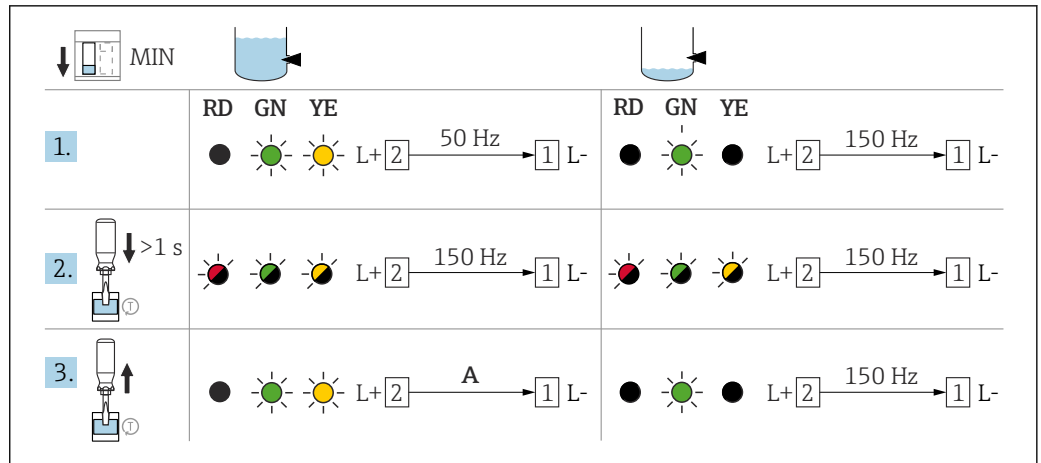 MIN
RD GN YE RD GN YE
1. L+ 2 50 Hz 1 L- L+ 2 150 Hz 1 L-
2. >1 s T L+ 2 150 Hz 1 L- L+ 2 150 Hz 1 L-
3. T L+ 2 A 1 L- L+ 2 150 Hz 1 L-